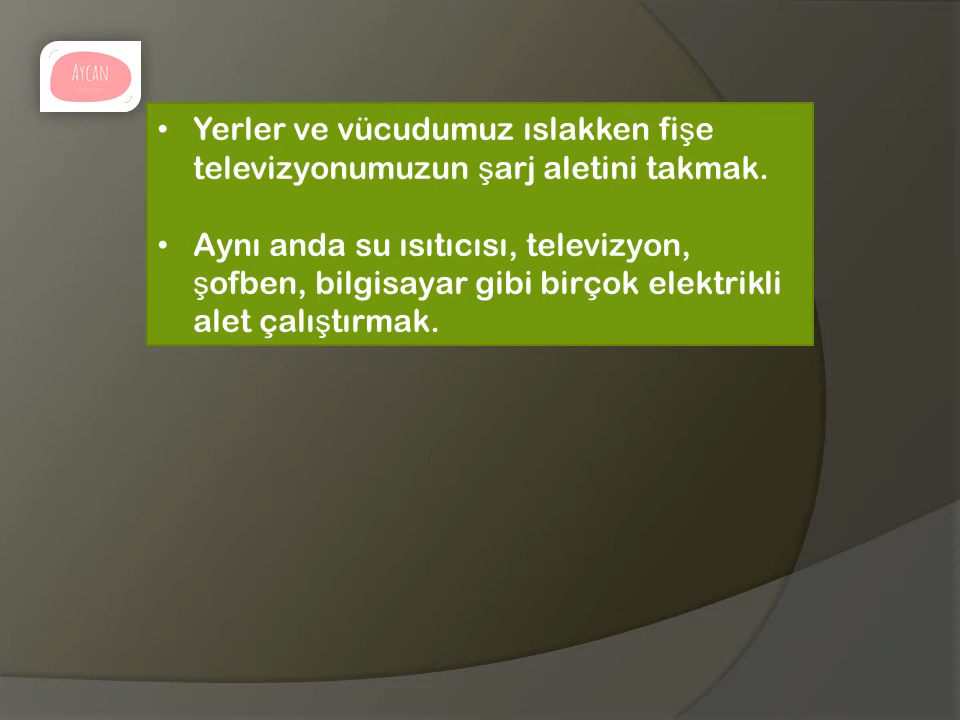 AYCAN
• Yerler ve vücudumuz ıslakken fişe
televizyonumuzun şarj aletini takmak.
• Aynı anda su ısıtıcısı, televizyon,
şofben, bilgisayar gibi birçok elektrikli
alet çalıştırmak.